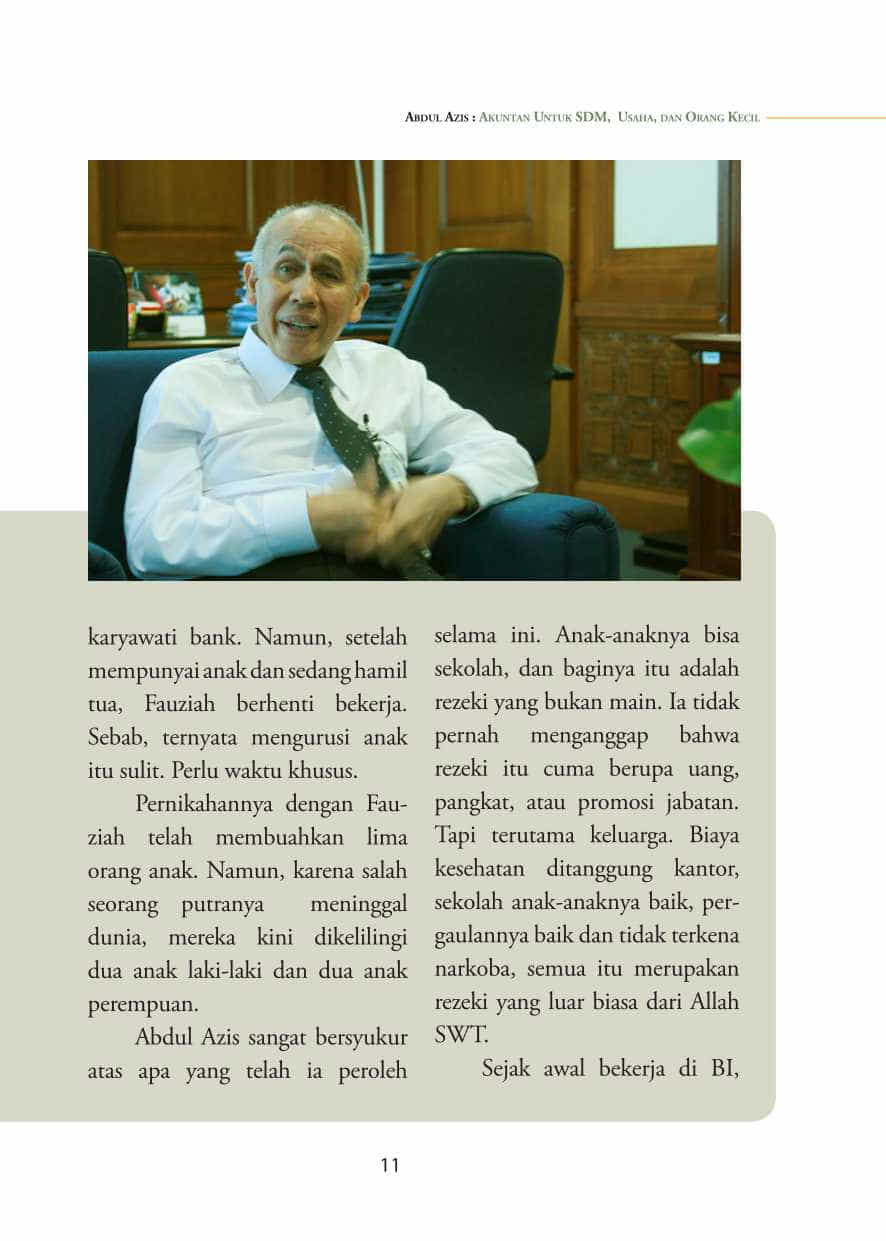 Abdul Azis : Akuntan Untuk SDM, Usaha, dan Orang Kecil
karyawati bank. Namun, setelah
mempunyai anak dan sedang hamil
tua, Fauziah berhenti bekerja.
Sebab, ternyata mengurusi anak
itu sulit. Perlu waktu khusus.
Pernikahannya dengan Fau-
ziah telah membuahkan lima
orang anak. Namun, karena salah
seorang putranya meninggal
dunia, mereka kini dikelilingi
dua anak laki-laki dan dua anak
perempuan.
Abdul Azis sangat bersyukur
atas apa yang telah ia peroleh
selama ini. Anak-anaknya bisa
sekolah, dan baginya itu adalah
rezeki yang bukan main. Ia tidak
pernah menganggap bahwa
rezeki itu cuma berupa uang,
pangkat, atau promosi jabatan.
Tapi terutama keluarga. Biaya
kesehatan ditanggung kantor,
sekolah anak-anaknya baik, per-
gaulannya baik dan tidak terkena
narkoba, semua itu merupakan
rezeki yang luar biasa dari Allah
SWT.
Sejak awal bekerja di BI,
11